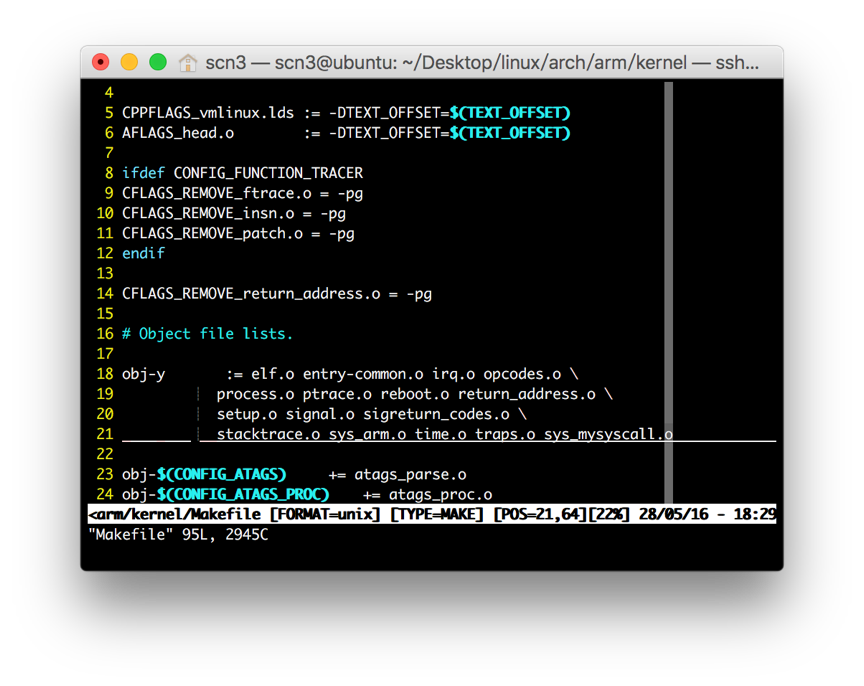 scn3 — scn3@ubuntu: ~/Desktop/linux/arch/arm/kernel — ssh...
4
5 CPPFLAGS_vmlinux.lds := -DTEXT_OFFSET=$(TEXT_OFFSET)
6 AFLAGS_head.o        := -DTEXT_OFFSET=$(TEXT_OFFSET)
7
8 ifdef CONFIG_FUNCTION_TRACER
9 CFLAGS_REMOVE_ftrace.o = -pg
10 CFLAGS_REMOVE_insn.o = -pg
11 CFLAGS_REMOVE_patch.o = -pg
12 endif
13
14 CFLAGS_REMOVE_return_address.o = -pg
15
16 # Object file lists.
17
18 obj-y       := elf.o entry-common.o irq.o opcodes.o \
19         ¦ process.o ptrace.o reboot.o return_address.o \
20         ¦ setup.o signal.o sigreturn_codes.o \
21         ¦ stacktrace.o sys_arm.o time.o traps.o sys_mysyscall.o
22
23 obj-$(CONFIG_ATAGS)     += atags_parse.o
24 obj-$(CONFIG_ATAGS_PROC)    += atags_proc.o
<arm/kernel/Makefile [FORMAT=unix] [TYPE=MAKE] [POS=21,64][22%] 28/05/16 - 18:29
"Makefile" 95L, 2945C